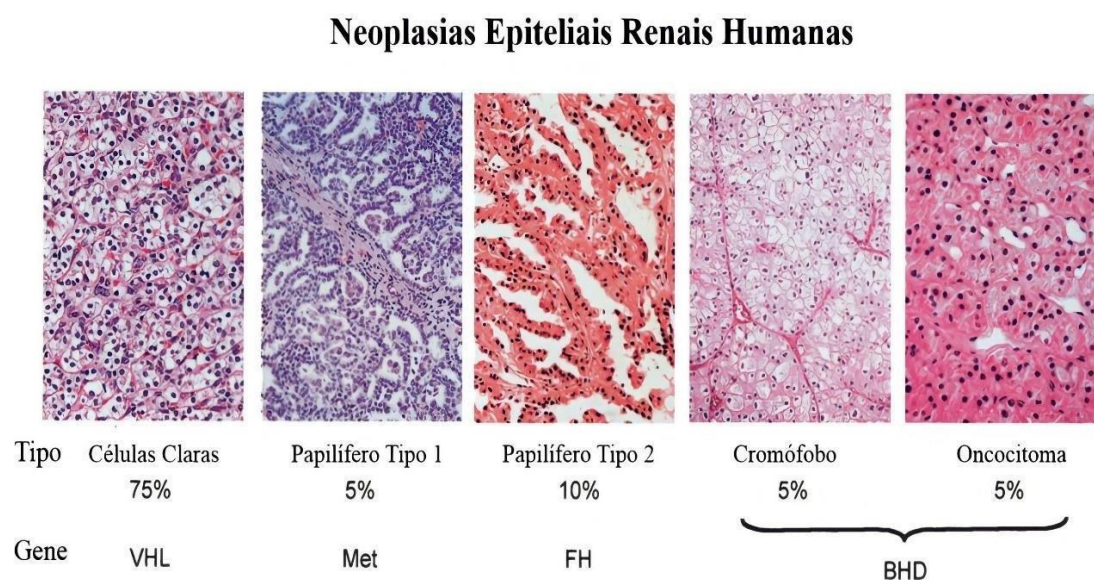 Neoplasias Epiteliais Renais Humanas
Tipo Células Claras Papilífero Tipo 1 Papilífero Tipo 2 Cromófobo Oncocitoma
75% 5% 10% 5% 5%
Gene VHL Met FH BHD